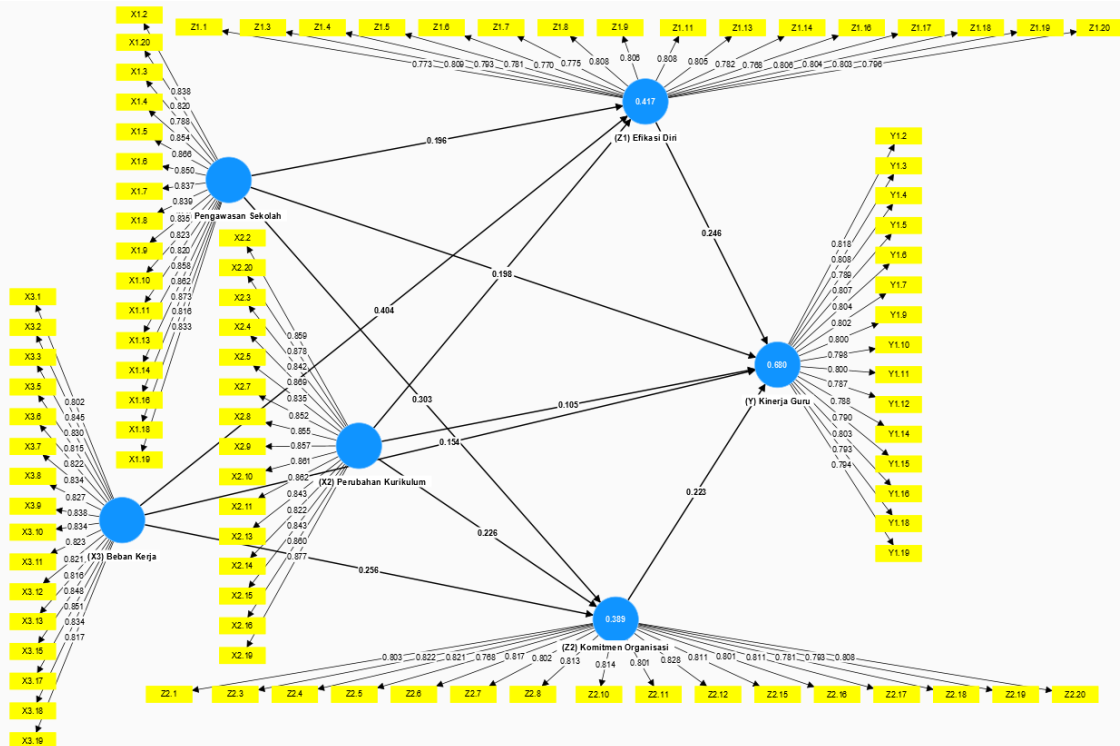 X1.2
X1.20
X1.3
X1.4
X1.5
X1.6
X1.7
X1.8
X1.9
X1.10
X1.11
X1.13
X1.14
X1.16
X1.18
X1.19
0.838
0.820
0.788
0.854
0.866
0.850
0.837
0.839
0.835
0.823
0.820
0.858
0.862
0.873
0.816
0.833
Pengawasan Sekolah
Z1.1 Z1.3 Z1.4 Z1.5 Z1.6 Z1.7 Z1.8 Z1.9 Z1.11 Z1.13 Z1.14 Z1.16 Z1.17 Z1.18 Z1.19 Z1.20
0.773 0.809 0.793 0.781 0.770 0.775 0.808 0.806 0.808 0.805 0.782 0.768 0.806 0.804 0.803 0.796
0.417
(Z1) Efikasi Diri
0.196
0.246
0.198
0.404
0.303
0.105
0.154
0.226
0.256
0.223
X2.2
X2.20
X2.3
X2.4
X2.5
X2.7
X2.8
X2.9
X2.10
X2.11
X2.13
X2.14
X2.15
X2.16
X2.19
0.859
0.878
0.842
0.869
0.835
0.852
0.855
0.857
0.861
0.862
0.843
0.822
0.843
0.860
0.877
(X2) Perubahan Kurikulum
X3.1
X3.2
X3.3
X3.5
X3.6
X3.7
X3.8
X3.9
X3.10
X3.11
X3.12
X3.13
X3.15
X3.17
X3.18
X3.19
0.802
0.845
0.830
0.815
0.822
0.834
0.827
0.838
0.834
0.823
0.821
0.816
0.848
0.851
0.834
0.817
(X3) Beban Kerja
Y1.2
Y1.3
Y1.4
Y1.5
Y1.6
Y1.7
Y1.9
Y1.10
Y1.11
Y1.12
Y1.14
Y1.15
Y1.16
Y1.18
Y1.19
0.818
0.808
0.789
0.807
0.804
0.802
0.800
0.798
0.800
0.787
0.788
0.790
0.803
0.793
0.794
0.680
(Y) Kinerja Guru
0.389
(Z2) Komitmen Organisasi
0.803 0.822 0.821 0.768 0.817 0.802 0.813 0.814 0.801 0.828 0.811 0.801 0.811 0.781 0.793 0.808
Z2.1 Z2.3 Z2.4 Z2.5 Z2.6 Z2.7 Z2.8 Z2.10 Z2.11 Z2.12 Z2.15 Z2.16 Z2.17 Z2.18 Z2.19 Z2.20